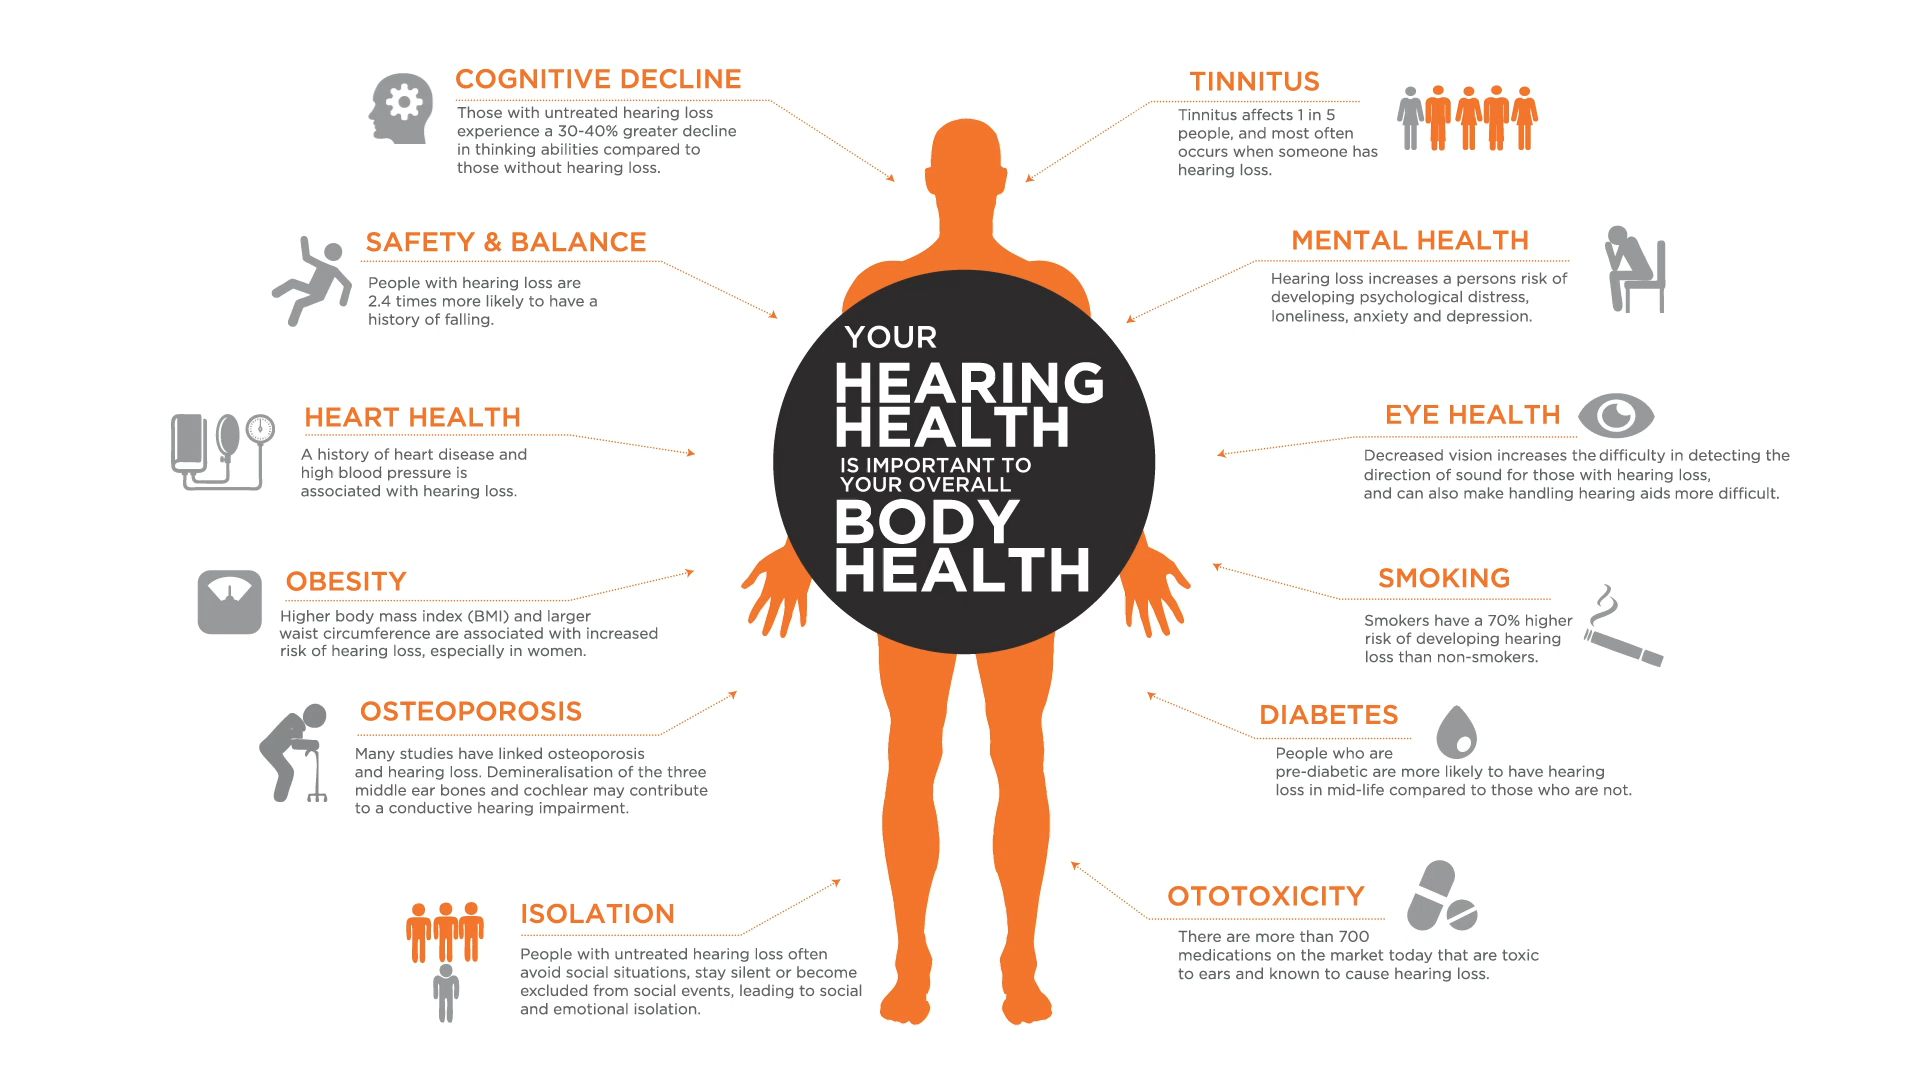 COGNITIVE DECLINE
Those with untreated hearing loss
experience a 30-40% greater decline
in thinking abilities compared to
those without hearing loss.
SAFETY & BALANCE
People with hearing loss are
2.4 times more likely to have a
history of falling.
HEART HEALTH
A history of heart disease and
high blood pressure is
associated with hearing loss.
OBESITY
Higher body mass index (BMI) and larger
waist circumference are associated with increased
risk of hearing loss, especially in women.
OSTEOPOROSIS
Many studies have linked osteoporosis
and hearing loss. Demineralisation of the three
middle ear bones and cochlear may contribute
to a conductive hearing impairment.
ISOLATION
People with untreated hearing loss often
avoid social situations, stay silent or become
excluded from social events, leading to social
and emotional isolation.
YOUR
HEARING
HEALTH
IS IMPORTANT TO
YOUR OVERALL
BODY
HEALTH
TINNITUS
Tinnitus affects 1 in 5
people, and most often
occurs when someone has
hearing loss.
MENTAL HEALTH
Hearing loss increases a persons risk of
developing psychological distress,
loneliness, anxiety and depression.
EYE HEALTH
Decreased vision increases the difficulty in detecting the
direction of sound for those with hearing loss,
and can also make handling hearing aids more difficult.
SMOKING
Smokers have a 70% higher
risk of developing hearing
loss than non-smokers.
DIABETES
People who are
pre-diabetic are more likely to have hearing
loss in mid-life compared to those who are not.
OTOTOXICITY
There are more than 700
medications on the market today that are toxic
to ears and known to cause hearing loss.